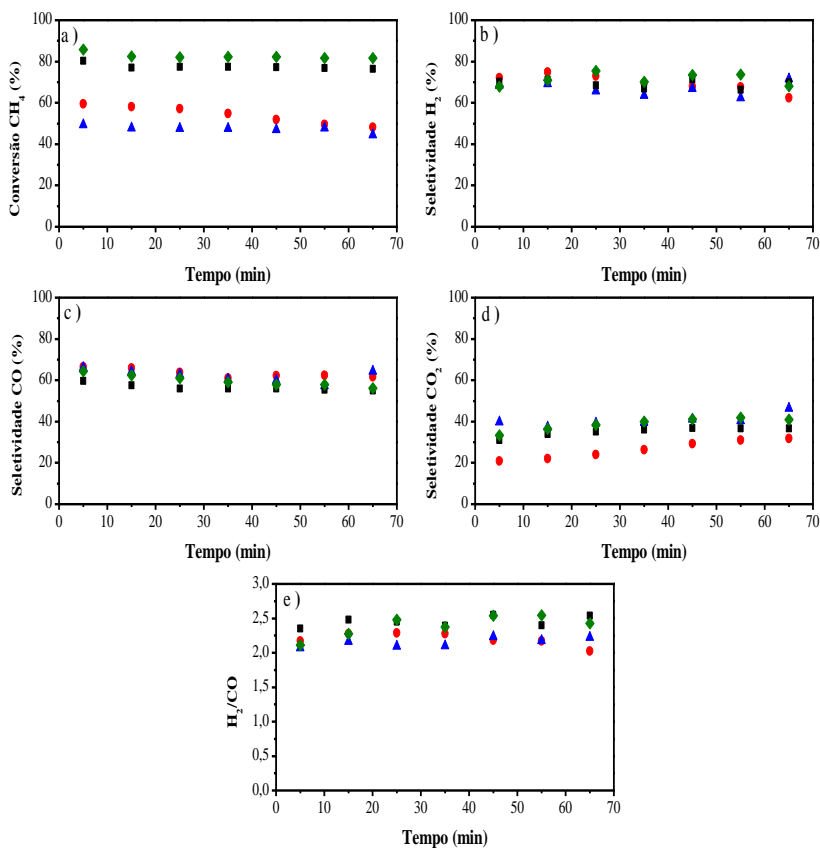 a )
Conversão CH4 (%)
100
80
60
40
20
0
0 10 20 30 40 50 60 70
Tempo (min)
b )
Seletividade H2 (%)
100
80
60
40
20
0
0 10 20 30 40 50 60 70
Tempo (min)
c )
Seletividade CO (%)
100
80
60
40
20
0
0 10 20 30 40 50 60 70
Tempo (min)
d )
Seletividade CO2 (%)
100
80
60
40
20
0
0 10 20 30 40 50 60 70
Tempo (min)
e )
H2/CO
3,0
2,5
2,0
1,5
1,0
0,5
0,0
0 10 20 30 40 50 60 70
Tempo (min)